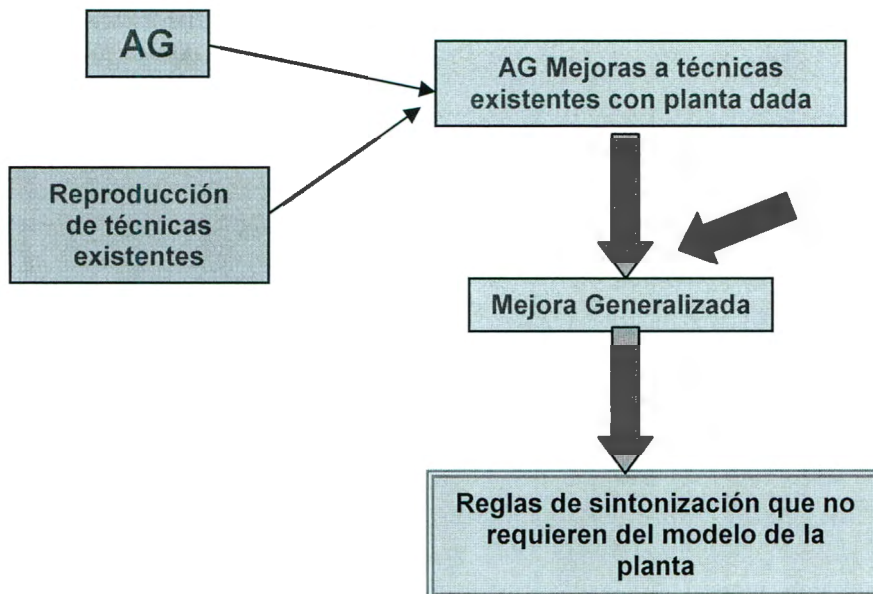 AG
AG Mejoras a técnicas
existentes con planta dada
Reproducción
de técnicas
existentes
Mejora Generalizada
Reglas de sintonización que no
requieren del modelo de la
planta